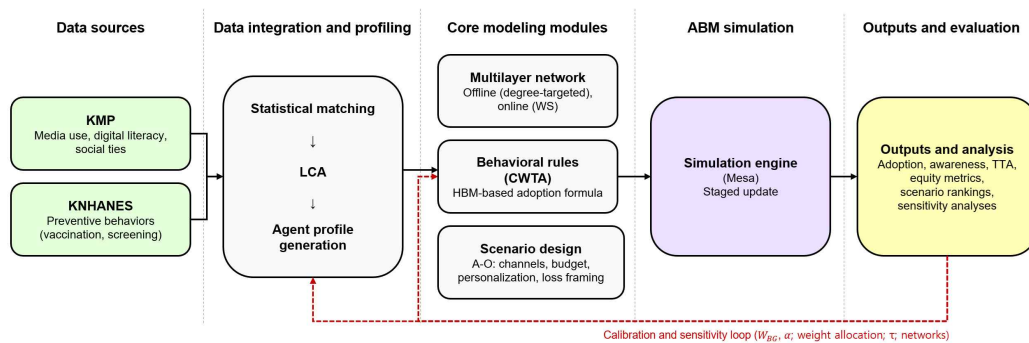 Data sources
Data integration and profiling
Core modeling modules
ABM simulation
Outputs and evaluation
KMP
Media use, digital literacy,
social ties
KNHANES
Preventive behaviors
(vaccination, screening)
Statistical matching
↓
LCA
↓
Agent profile
generation
Multilayer network
Offline (degree-targeted),
online (WS)
Behavioral rules
(CWTA)
HBM-based adoption formula
Scenario design
A-O: channels, budget,
personalization, loss framing
Simulation engine
(Mesa)
Staged update
Outputs and analysis
Adoption, awareness, TTA,
equity metrics,
scenario rankings,
sensitivity analyses
Calibration and sensitivity loop (W_BG, α; weight allocation; τ; networks)